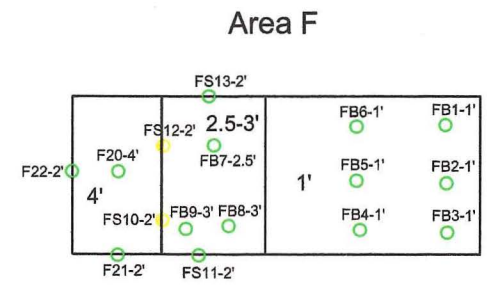 Area F
FS13-2'
FS12-2'
2.5-3'
FB6-1'
FB1-1'
F20-4'
FB7-2.5'
F22-2'
FB5-1'
FB2-1'
4'
1'
FS10-2'
FB9-3'
FB8-3'
FB4-1'
FB3-1'
F21-2'
FS11-2'